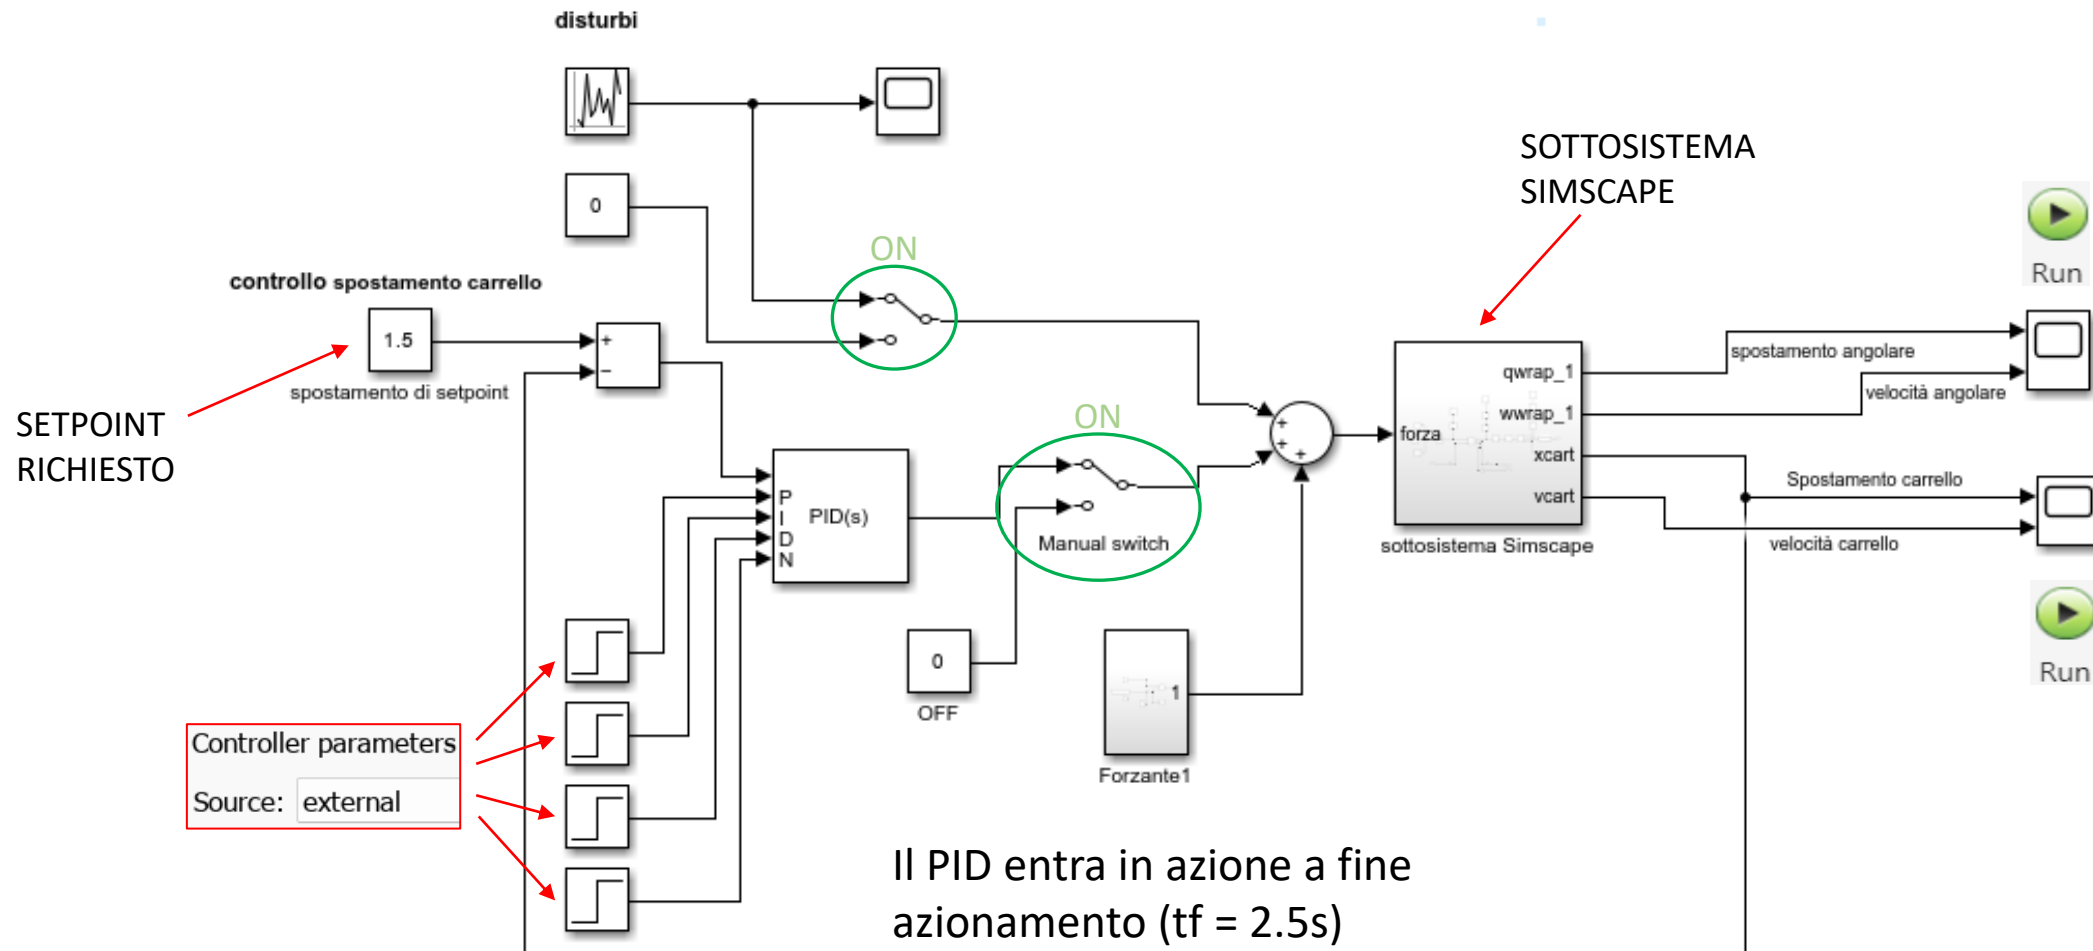 disturbi
0
SOTTOSISTEMA
SIMSCAPE
Run
ON
controllo spostamento carrello
1.5
+
−
spostamento di setpoint
SETPOINT
RICHIESTO
qwrap_1
wwrap_1
xcart
vcart
forza
sottosistema Simscape
spostamento angolare
velocità angolare
Spostamento carrello
velocità carrello
Run
ON
Manual switch
+
+
+
P
I
D
N
PID(s)
0
OFF
1
Forzante1
Controller parameters
Source: external
Il PID entra in azione a fine
azionamento (tf = 2.5s)